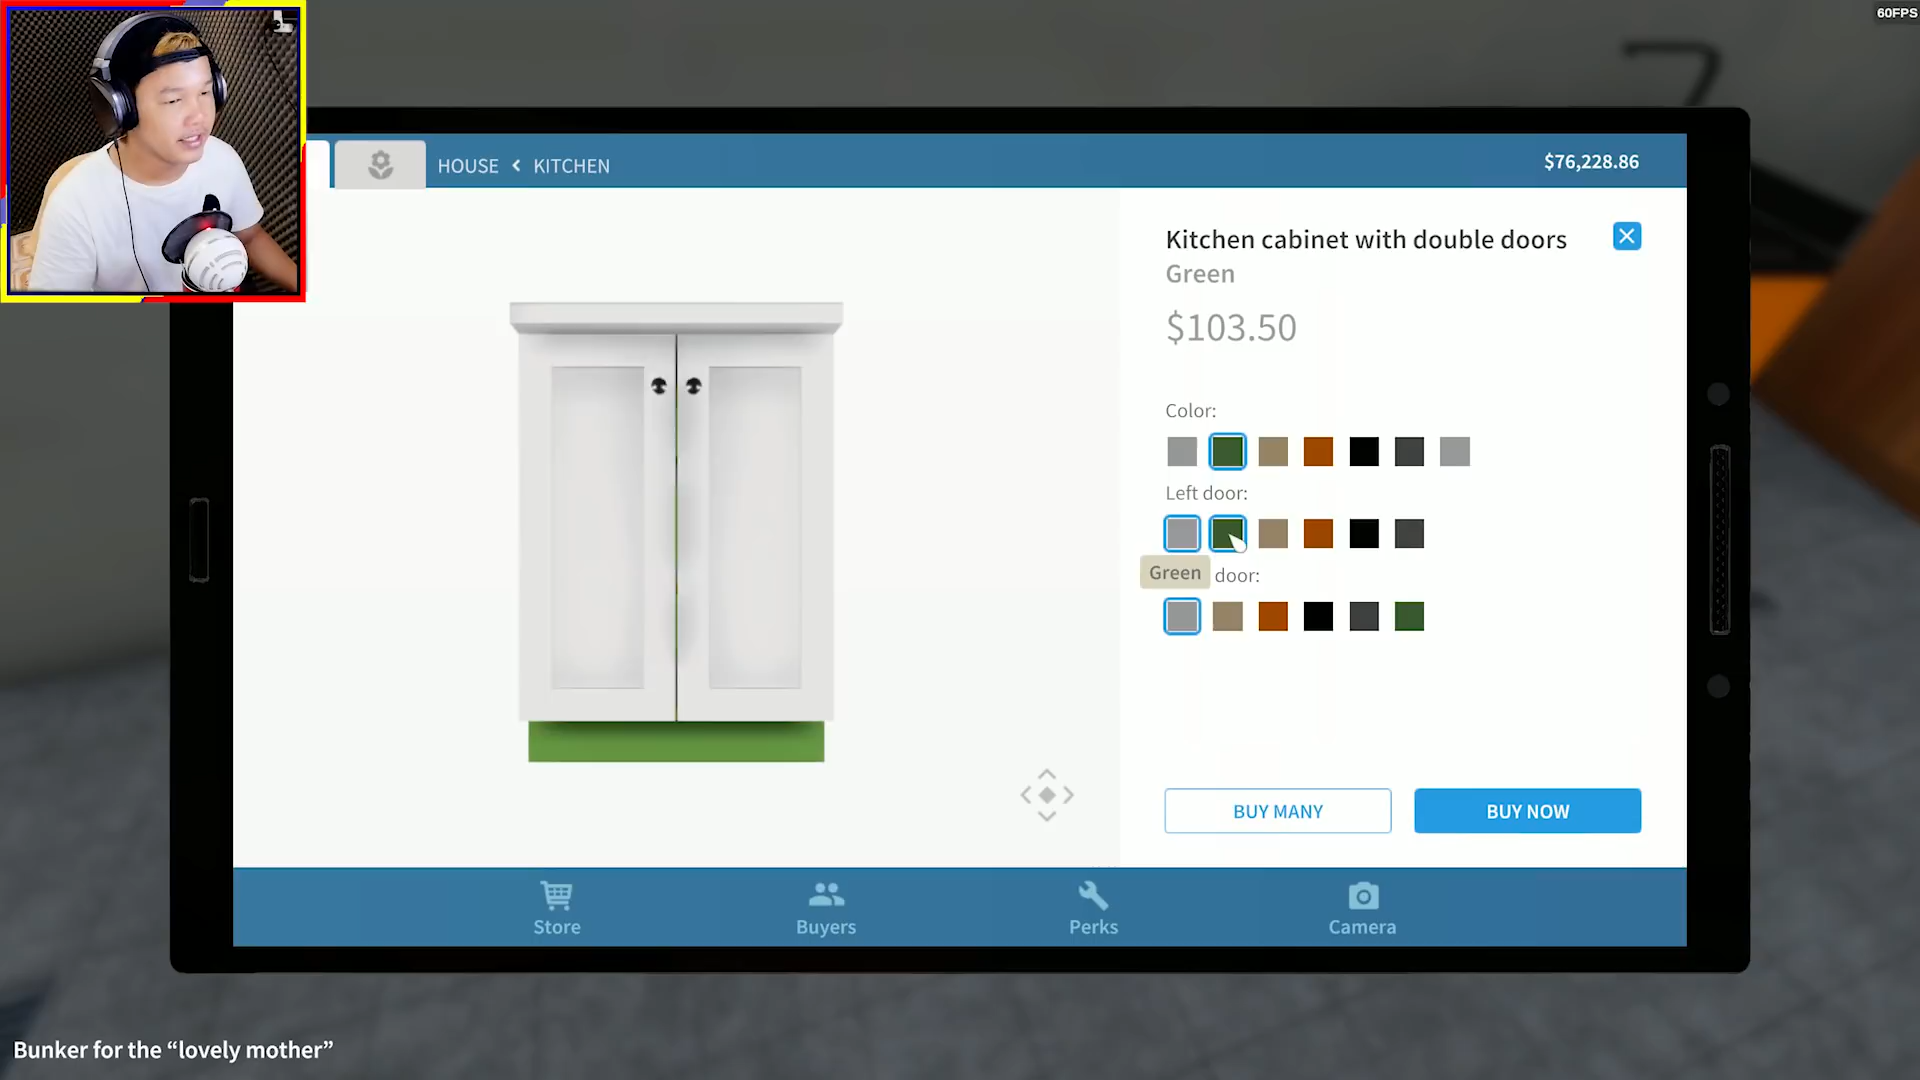 60FPS
HOUSE < KITCHEN
$76,228.86
Kitchen cabinet with double doors
Green
$103.50
Color:
Left door:
Green
door:
BUY MANY
BUY NOW
Store
Buyers
Perks
Camera
Bunker for the “lovely mother”